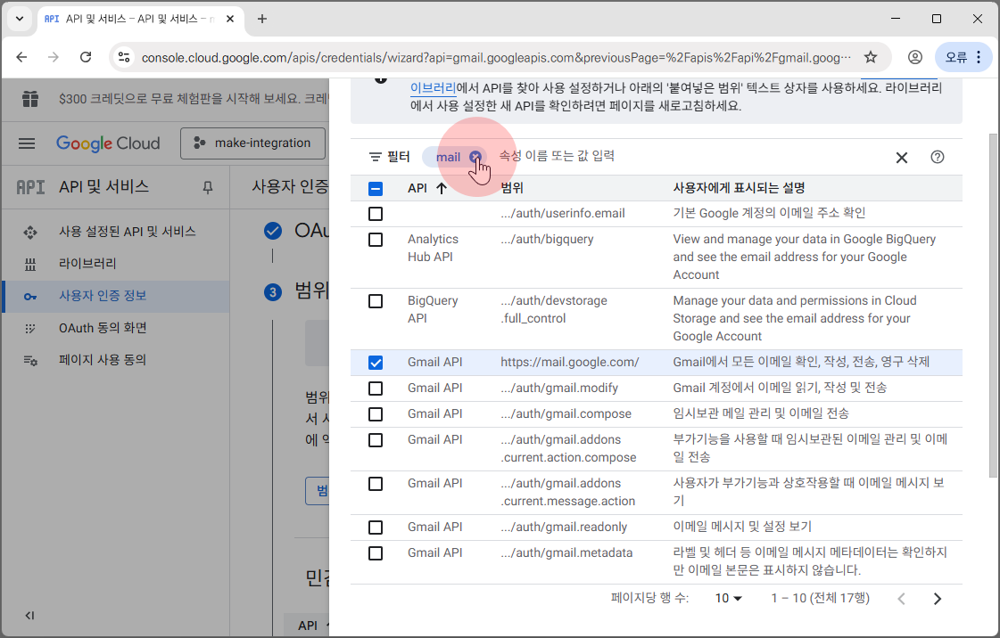 API API 및 서비스 – API 및 서비스 –
console.cloud.google.com/apis/credentials/wizard?api=gmail.googleapis.com&previousPage=%2Fapis%2Fapi%2Fgmail.goog…
오류
$300 크레딧으로 무료 체험판을 시작해 보세요. 크레
Google Cloud
make-integration
API API 및 서비스
사용 설정된 API 및 서비스
라이브러리
사용자 인증 정보
OAuth 동의 화면
페이지 사용 동의
사용자 인증
OAu
3 범위
범위
서 사
에 약
범
민감
API
이브러리에서 API를 찾아 사용 설정하거나 아래의 '붙여넣은 범위' 텍스트 상자를 사용하세요. 라이브러리
에서 사용 설정한 새 API를 확인하려면 페이지를 새로고침하세요.
필터 mail 속성 이름 또는 값 입력
API 범위 사용자에게 표시되는 설명
.../auth/userinfo.email 기본 Google 계정의 이메일 주소 확인
Analytics .../auth/bigquery View and manage your data in Google BigQuery
Hub API and see the email address for your Google
Account
BigQuery .../auth/devstorage Manage your data and permissions in Cloud
API .full_control Storage and see the email address for your
Google Account
Gmail API https://mail.google.com/ Gmail에서 모든 이메일 확인, 작성, 전송, 영구 삭제
Gmail API .../auth/gmail.modify Gmail 계정에서 이메일 읽기, 작성 및 전송
Gmail API .../auth/gmail.compose 임시보관 메일 관리 및 이메일 전송
Gmail API .../auth/gmail.addons 부가기능을 사용할 때 임시보관된 이메일 관리 및 이메
.current.action.compose 일 전송
Gmail API .../auth/gmail.addons 사용자가 부가기능과 상호작용할 때 이메일 메시지 보
.current.message.action 기
Gmail API .../auth/gmail.readonly 이메일 메시지 및 설정 보기
Gmail API .../auth/gmail.metadata 라벨 및 헤더 등 이메일 메시지 메타데이터는 확인하지
만 이메일 본문은 표시하지 않습니다.
페이지당 행 수: 10 1 – 10 (전체 17행)